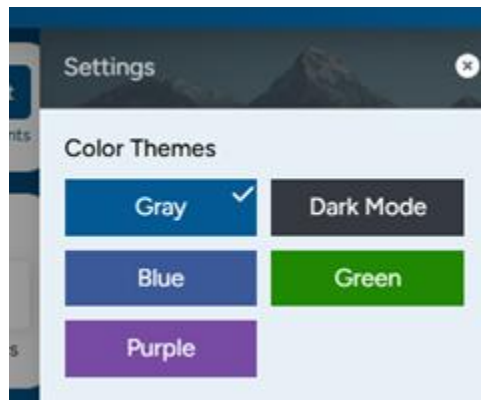 Settings
Color Themes
Gray
Dark Mode
Blue
Green
Purple